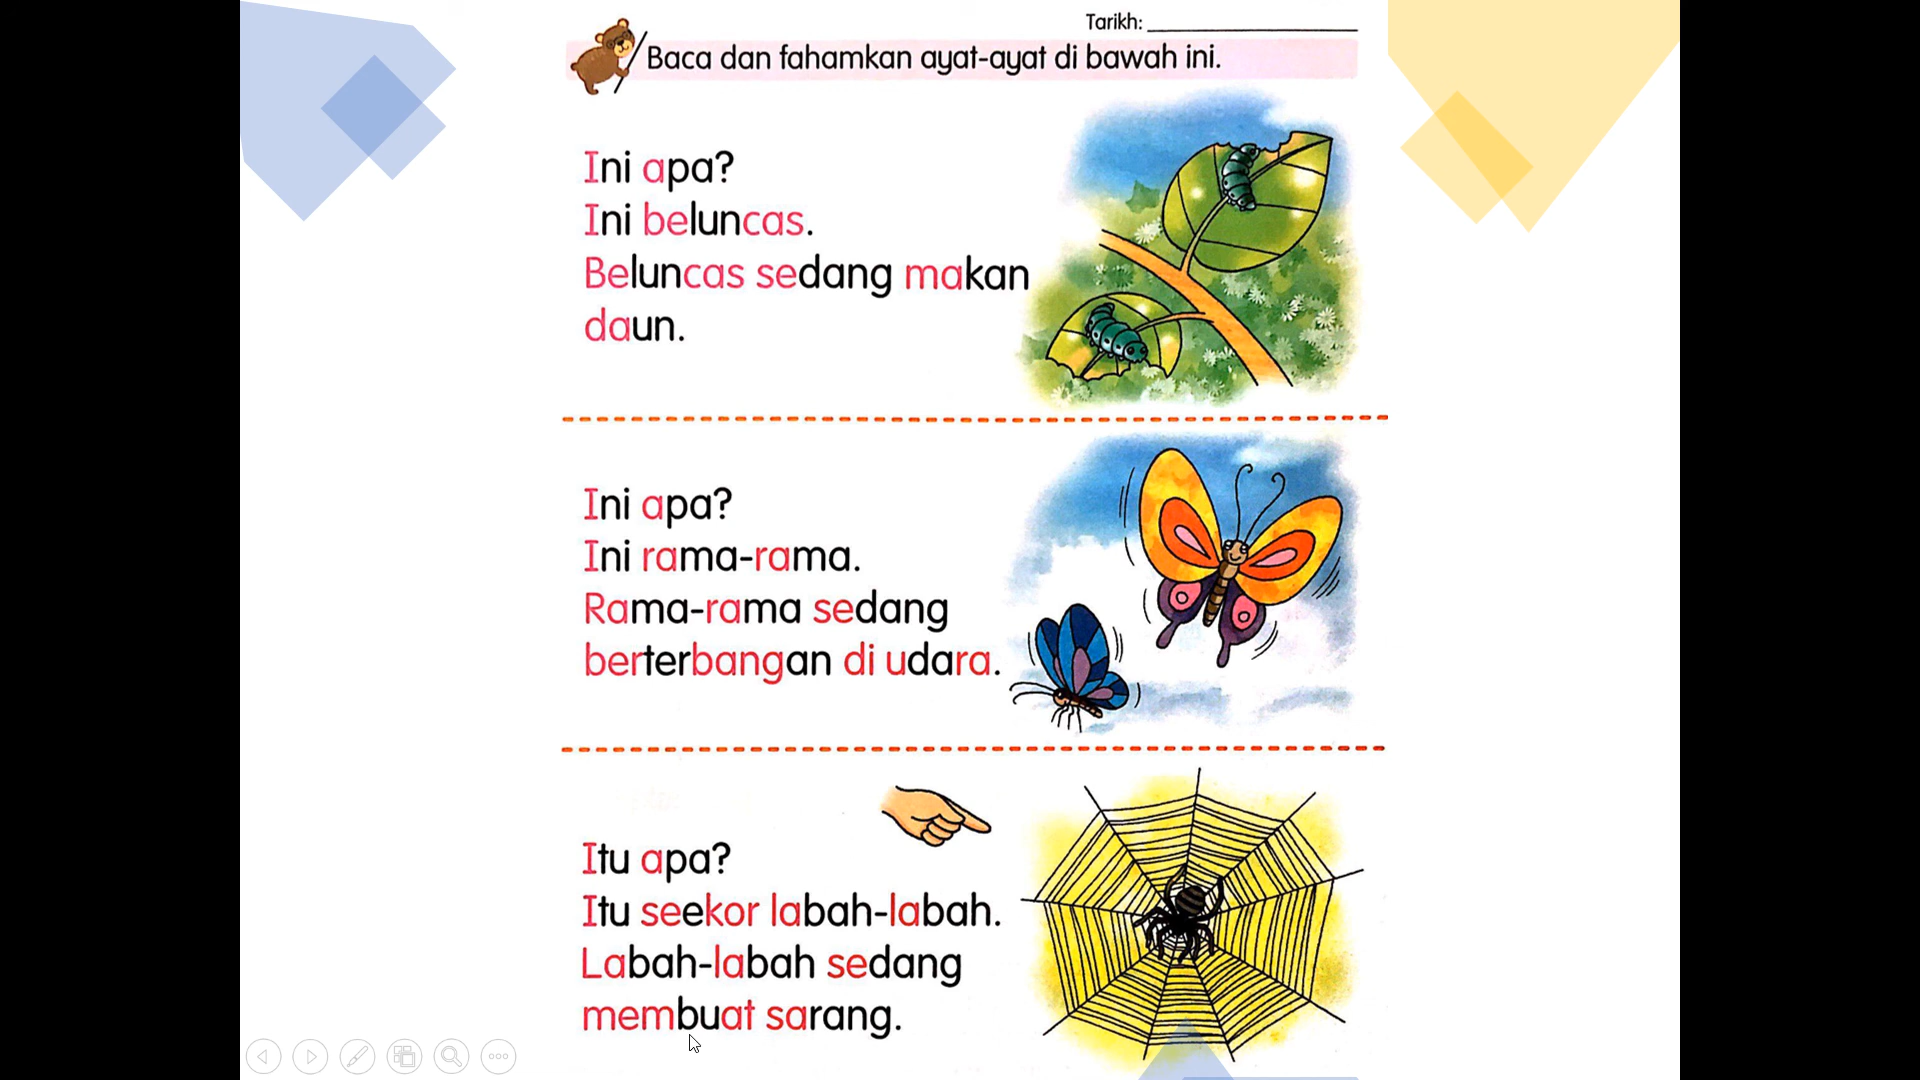 Tarikh:
Baca dan fahamkan ayat-ayat di bawah ini.
Ini apa?
Ini beluncas.
Beluncas sedang makan
daun.
Ini apa?
Ini rama-rama.
Rama-rama sedang
berterbangan di udara.
Itu apa?
Itu seekor labah-labah.
Labah-labah sedang
membuat sarang.